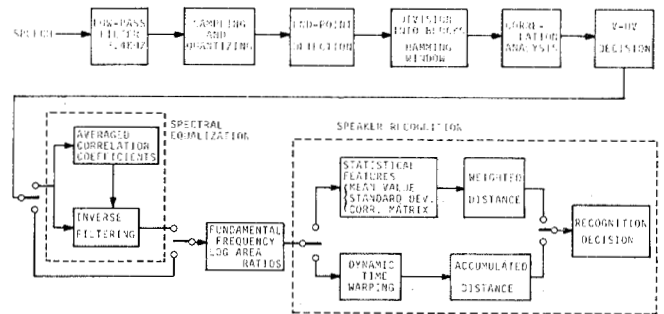 SPEECH
LOW-PASS
FILTER
3.4KHZ
SAMPLING
AND
QUANTIZING
END-POINT
DETECTION
DIVISION
INTO BLOCKS
HAMMING
WINDOW
CORRE-
LATION
ANALYSIS
V-UV
DECISION
SPECTRAL
EQUALIZATION
AVERAGED
CORRELATION
COEFFICIENTS
INVERSE
FILTERING
FUNDAMENTAL
FREQUENCY
LOG AREA
RATIOS
SPEAKER RECOGNITION
STATISTICAL
FEATURES
MEAN VALUE
STANDARD DEV.
CORR. MATRIX
WEIGHTED
DISTANCE
DYNAMIC
TIME
WARPING
ACCUMULATED
DISTANCE
RECOGNITION
DECISION